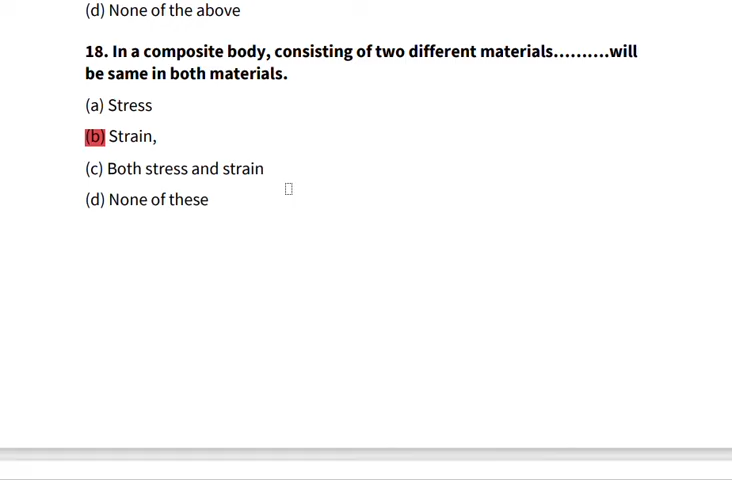 (d) None of the above
18. In a composite body, consisting of two different materials..........will
be same in both materials.
(a) Stress
(b) Strain,
(c) Both stress and strain
(d) None of these